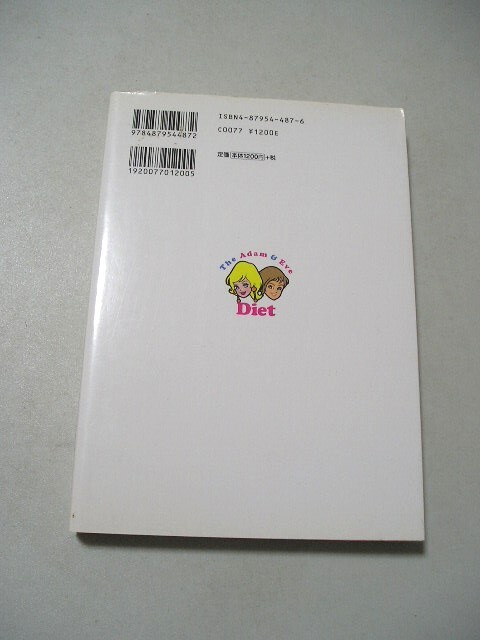 ISBN4-87954-487-6
9784879544872
C0077 ¥1200E
定価 本体1200円 +税
1920077012005
The Adam & Eve
Diet